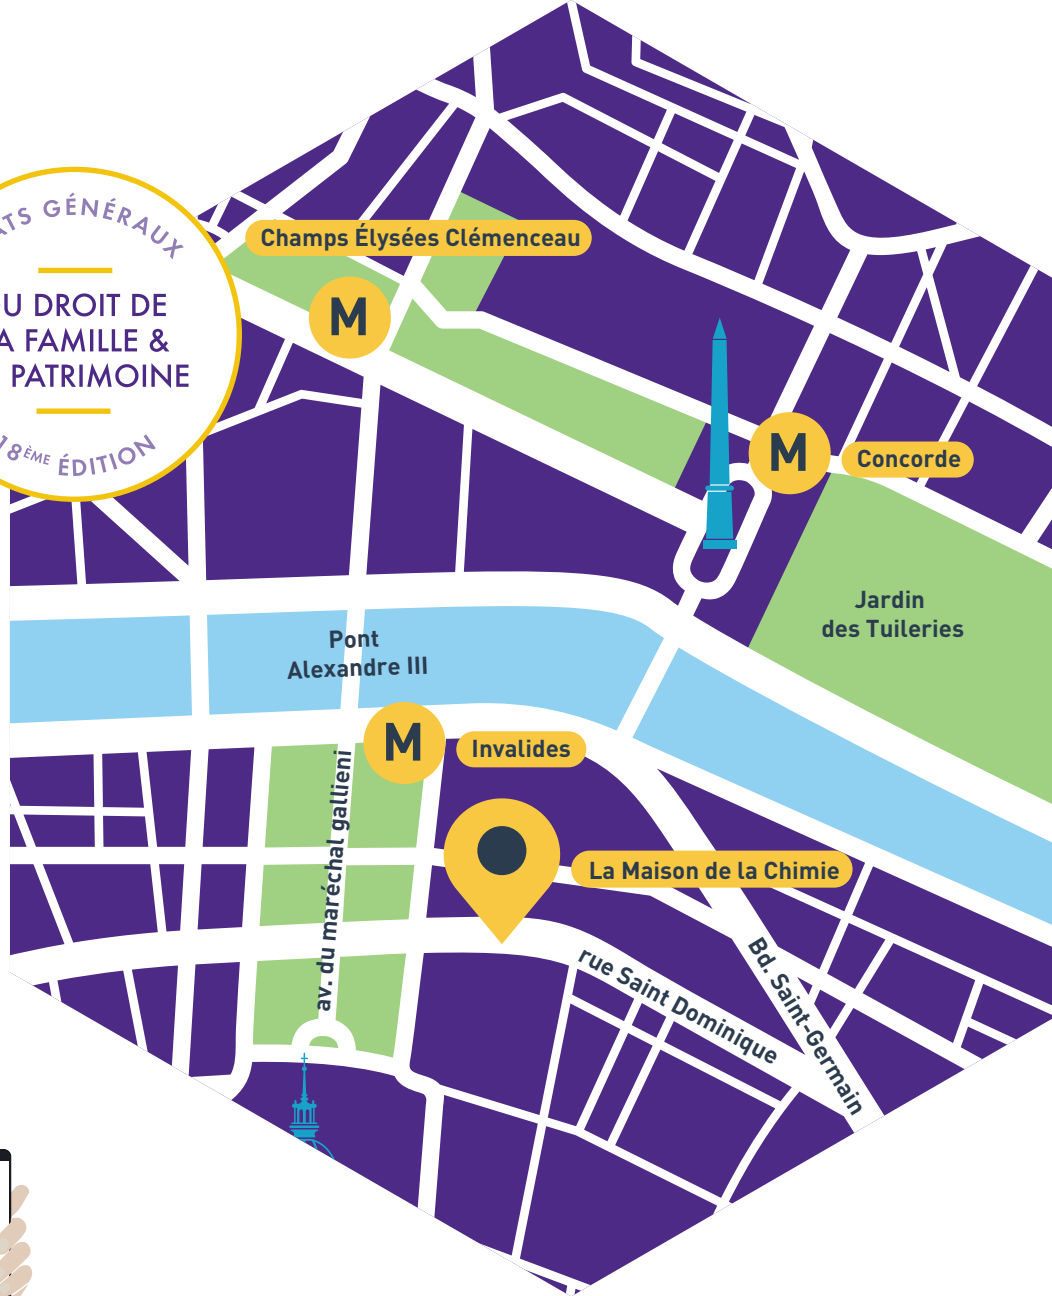 GÉNÉRAUX
DROIT DE
FAMILLE &
PATRIMOINE
18ÈME ÉDITION
Champs Élysées Clémenceau
M
M
Concorde
Jardin
des Tuileries
Pont
Alexandre III
M
Invalides
av. du maréchal gallieni
La Maison de la Chimie
rue Saint Dominique
Bd. Saint-Germain